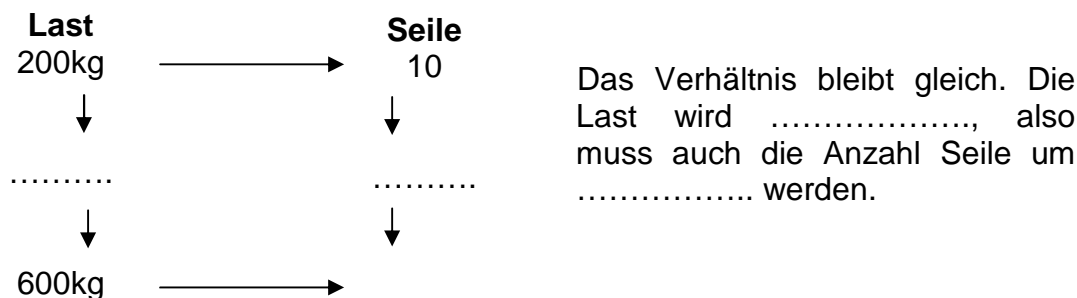 Last Seile
200kg 10
Das Verhältnis bleibt gleich. Die
Last wird ………………., also
muss auch die Anzahl Seile um
…………….. werden.
………. ……….
600kg